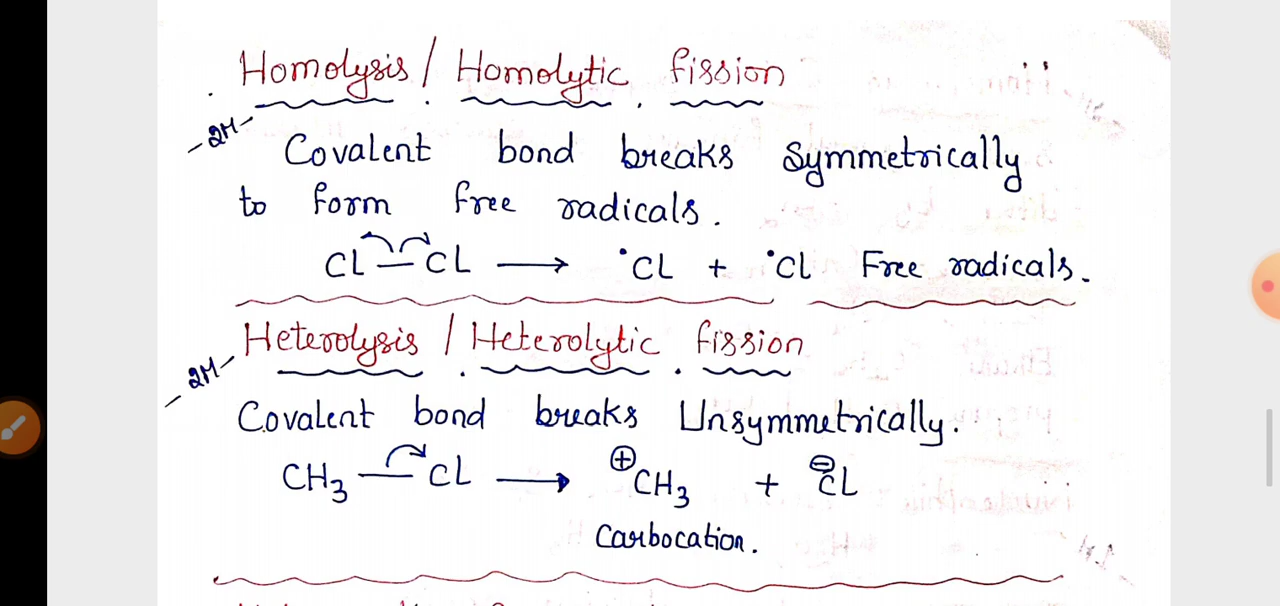 Homolysis / Homolytic fission
-2M-
Covalent bond breaks Symmetrically
to form free radicals.
Cl—Cl ⟶ •Cl + •Cl Free radicals.
Heterolysis / Heterolytic fission
-2M-
Covalent bond breaks Unsymmetrically.
CH₃—Cl ⟶ ⊕CH₃ + ⊖Cl
Carbocation.